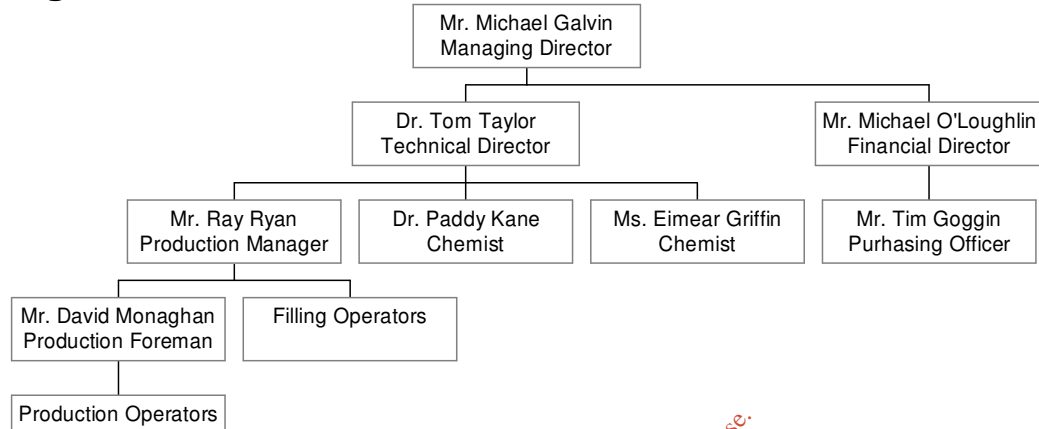 Mr. Michael Galvin
Managing Director
Dr. Tom Taylor
Technical Director
Mr. Michael O'Loughlin
Financial Director
Mr. Ray Ryan
Production Manager
Dr. Paddy Kane
Chemist
Ms. Eimear Griffin
Chemist
Mr. Tim Goggin
Purhasing Officer
Mr. David Monaghan
Production Foreman
Filling Operators
Production Operators